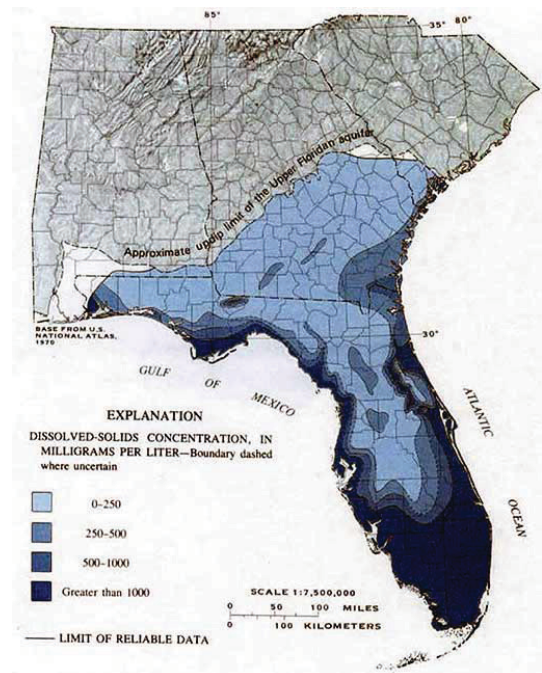 85°
35° 80°
Approximate updip limit of the Upper Floridan aquifer
BASE FROM U.S.
NATIONAL ATLAS,
1970
30°
GULF OF MEXICO
ATLANTIC OCEAN
EXPLANATION
DISSOLVED-SOLIDS CONCENTRATION, IN
MILLIGRAMS PER LITER—Boundary dashed
where uncertain
0–250
250–500
500–1000
Greater than 1000
SCALE 1:7,500,000
0 50 100 MILES
0 100 KILOMETERS
LIMIT OF RELIABLE DATA